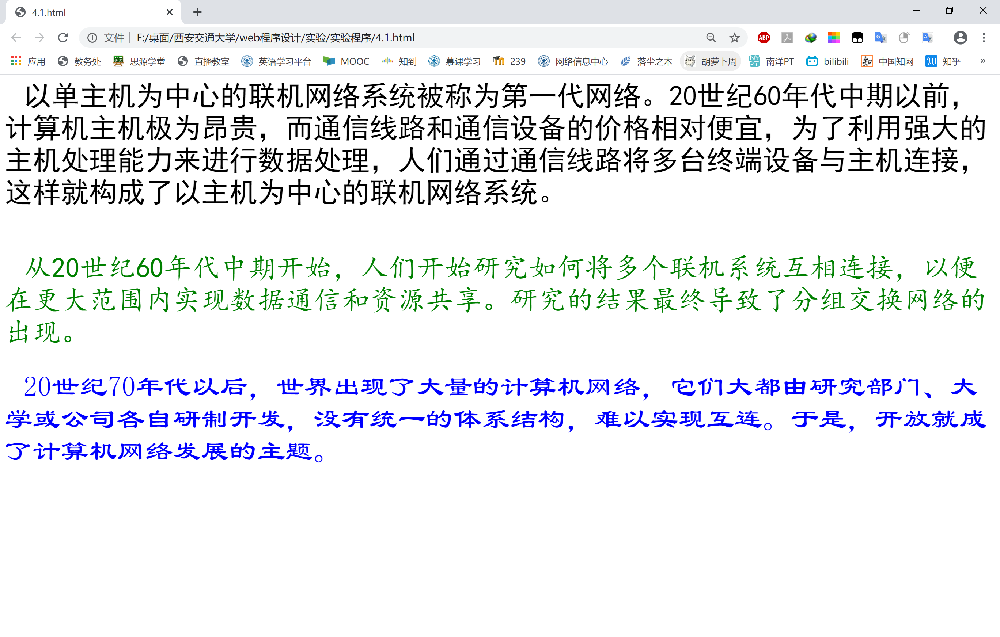 4.1.html
文件 F:/桌面/西安交通大学/web程序设计/实验/实验程序/4.1.html
ABP
应用 教务处 思源学堂 直播教室 英语学习平台 MOOC 知到 慕课学习 239 网络信息中心 落尘之木 胡萝卜周 南洋PT bilibili 中国知网 知 知乎 »
以单主机为中心的联机网络系统被称为第一代网络。20世纪60年代中期以前，
计算机主机极为昂贵，而通信线路和通信设备的价格相对便宜，为了利用强大的
主机处理能力来进行数据处理，人们通过通信线路将多台终端设备与主机连接，
这样就构成了以主机为中心的联机网络系统。
从20世纪60年代中期开始，人们开始研究如何将多个联机系统互相连接，以便
在更大范围内实现数据通信和资源共享。研究的结果最终导致了分组交换网络的
出现。
20世纪70年代以后，世界出现了大量的计算机网络，它们大都由研究部门、大
学或公司各自研制开发，没有统一的体系结构，难以实现互连。于是，开放就成
了计算机网络发展的主题。